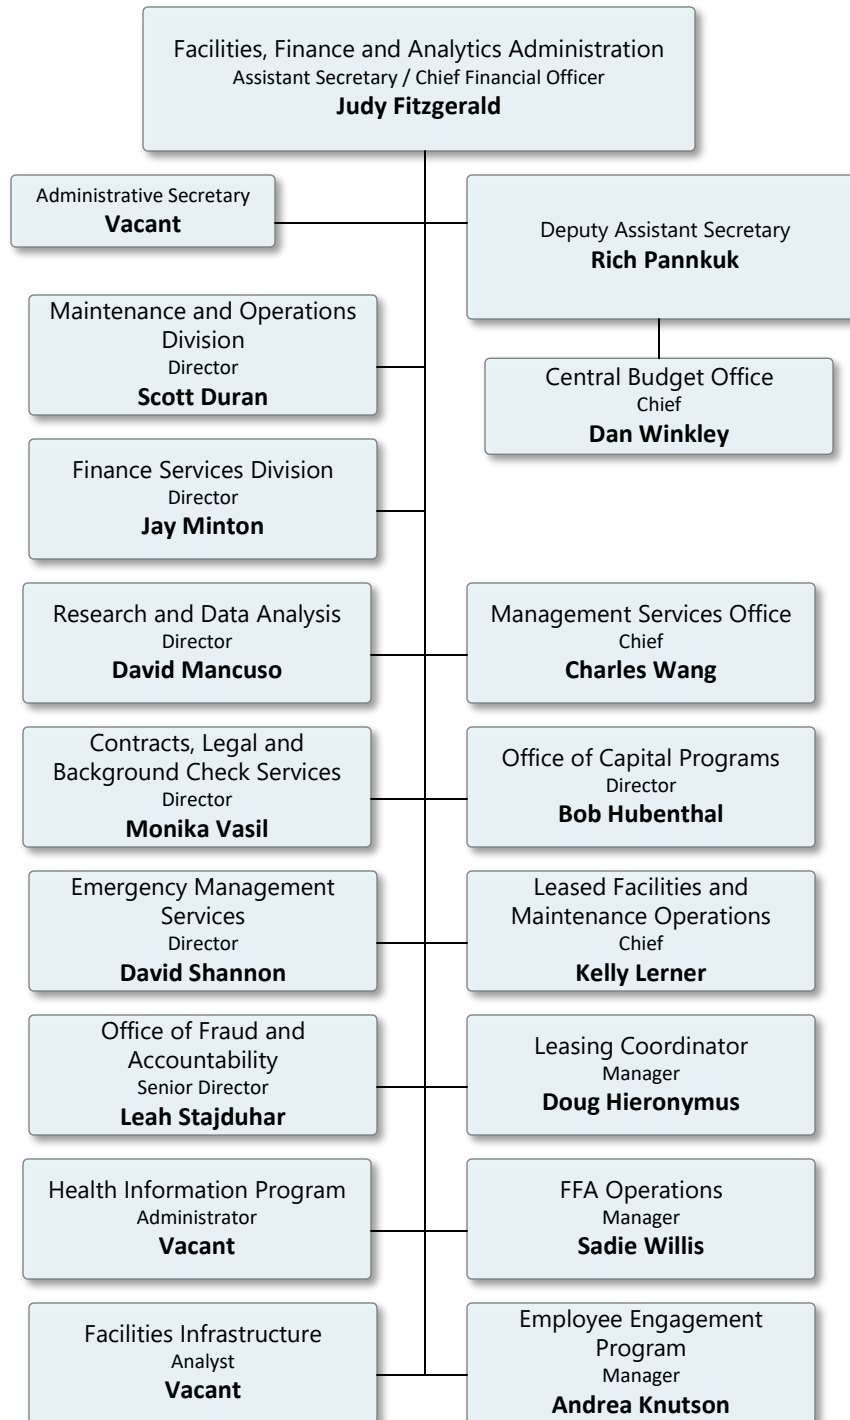 Facilities, Finance and Analytics Administration
Assistant Secretary / Chief Financial Officer
Judy Fitzgerald
Administrative Secretary
Vacant
Deputy Assistant Secretary
Rich Pannkuk
Maintenance and Operations
Division
Director
Scott Duran
Central Budget Office
Chief
Dan Winkley
Finance Services Division
Director
Jay Minton
Research and Data Analysis
Director
David Mancuso
Management Services Office
Chief
Charles Wang
Contracts, Legal and
Background Check Services
Director
Monika Vasil
Office of Capital Programs
Director
Bob Hubenthal
Emergency Management
Services
Director
David Shannon
Leased Facilities and
Maintenance Operations
Chief
Kelly Lerner
Office of Fraud and
Accountability
Senior Director
Leah Stajduhar
Leasing Coordinator
Manager
Doug Hieronymus
Health Information Program
Administrator
Vacant
FFA Operations
Manager
Sadie Willis
Facilities Infrastructure
Analyst
Vacant
Employee Engagement
Program
Manager
Andrea Knutson